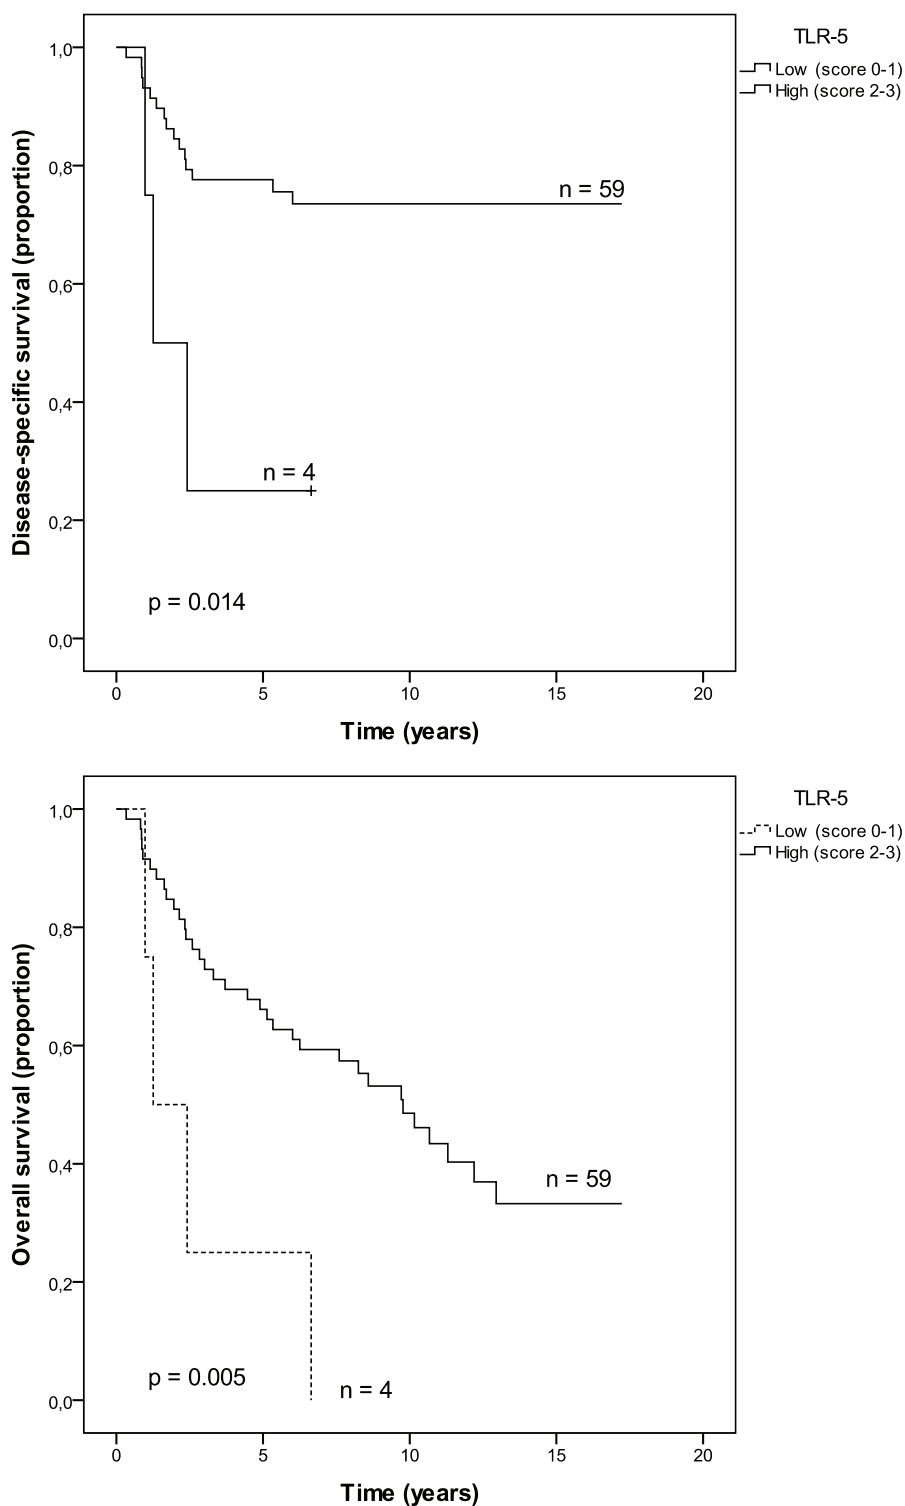 TLR-5
Low (score 0-1)
High (score 2-3)
Disease-specific survival (proportion)
1,0
0,8
0,6
0,4
0,2
0,0
n = 59
n = 4
p = 0.014
0 5 10 15 20
Time (years)
TLR-5
Low (score 0-1)
High (score 2-3)
Overall survival (proportion)
1,0
0,8
0,6
0,4
0,2
0,0
n = 59
p = 0.005
n = 4
0 5 10 15 20
Time (years)